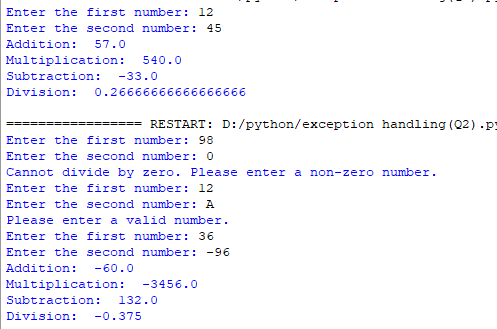 Enter the first number: 12
Enter the second number: 45
Addition:  57.0
Multiplication:  540.0
Subtraction:  -33.0
Division:  0.26666666666666666
================= RESTART: D:/python/exception handling(Q2).py
Enter the first number: 98
Enter the second number: 0
Cannot divide by zero. Please enter a non-zero number.
Enter the first number: 12
Enter the second number: A
Please enter a valid number.
Enter the first number: 36
Enter the second number: -96
Addition:  -60.0
Multiplication:  -3456.0
Subtraction:  132.0
Division:  -0.375